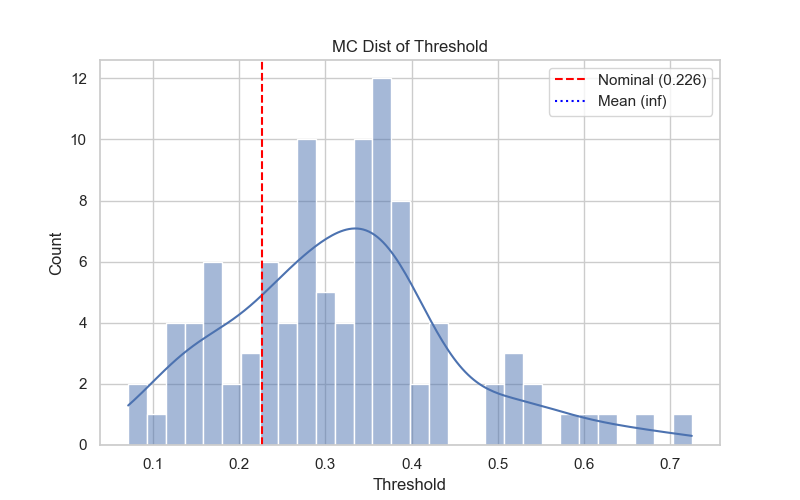 MC Dist of Threshold
Nominal (0.226)
Mean (inf)
Count
12
10
8
6
4
2
0
0.1 0.2 0.3 0.4 0.5 0.6 0.7
Threshold